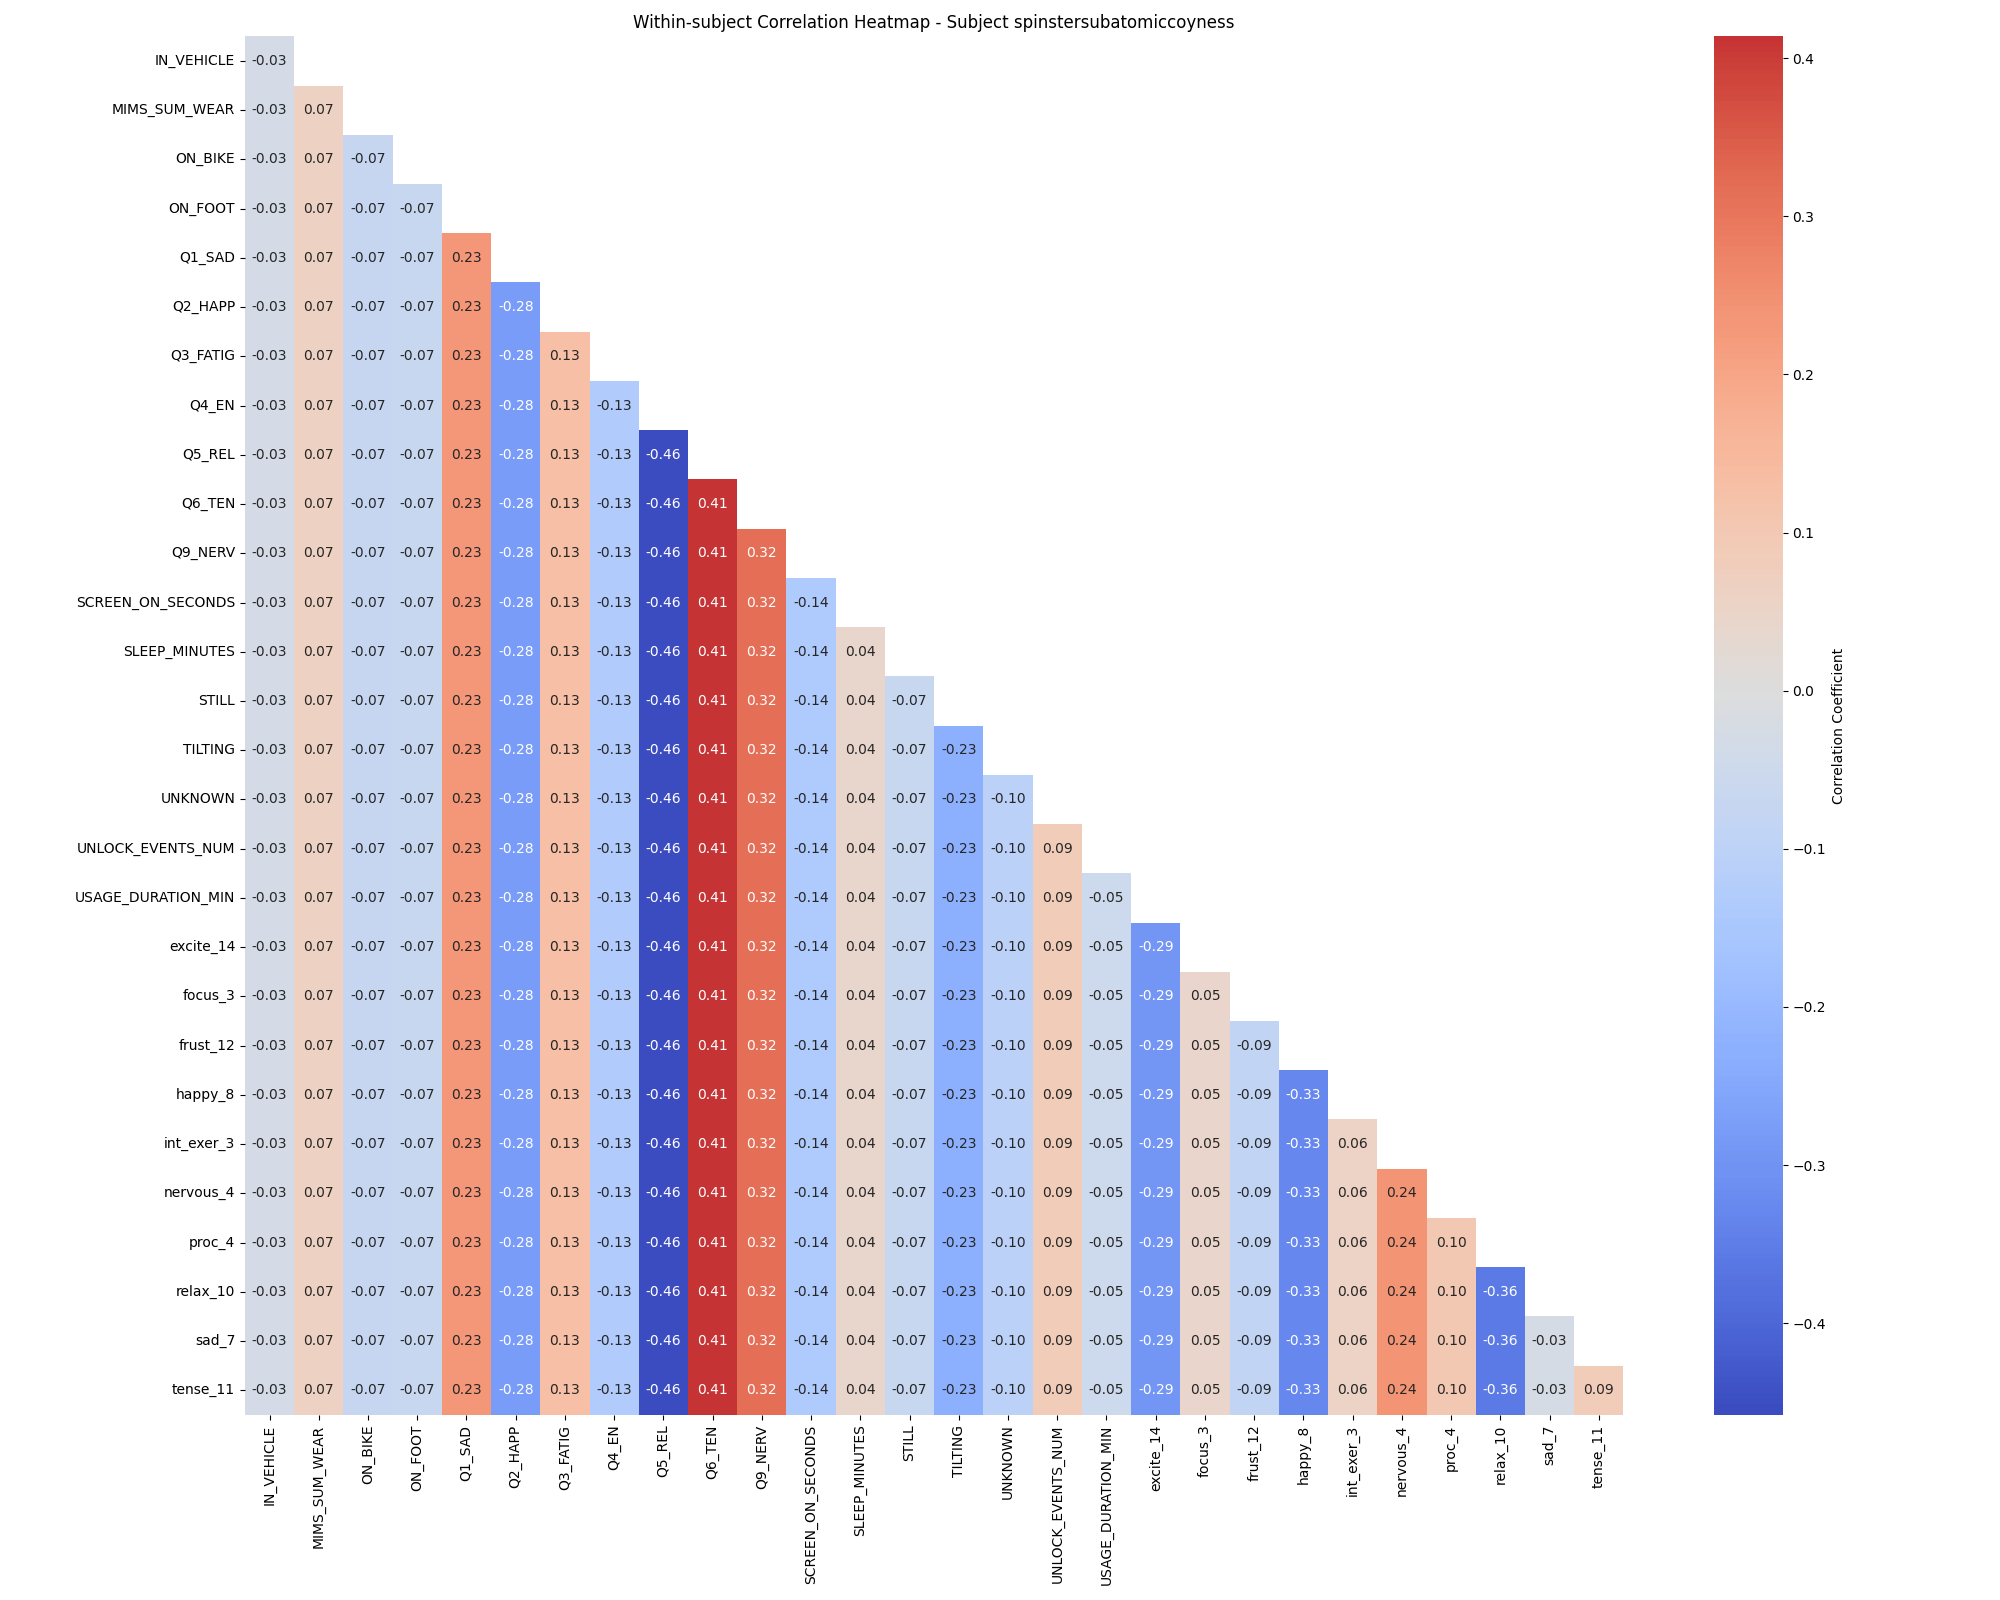 Within-subject Correlation Heatmap - Subject spinstersubatomiccoyness
IN_VEHICLE -0.03
MIMS_SUM_WEAR -0.03 0.07
ON_BIKE -0.03 0.07 -0.07
ON_FOOT -0.03 0.07 -0.07 -0.07
Q1_SAD -0.03 0.07 -0.07 -0.07 0.23
Q2_HAPP -0.03 0.07 -0.07 -0.07 0.23 -0.28
Q3_FATIG -0.03 0.07 -0.07 -0.07 0.23 -0.28 0.13
Q4_EN -0.03 0.07 -0.07 -0.07 0.23 -0.28 0.13 -0.13
Q5_REL -0.03 0.07 -0.07 -0.07 0.23 -0.28 0.13 -0.13 -0.46
Q6_TEN -0.03 0.07 -0.07 -0.07 0.23 -0.28 0.13 -0.13 -0.46 0.41
Q9_NERV -0.03 0.07 -0.07 -0.07 0.23 -0.28 0.13 -0.13 -0.46 0.41 0.32
SCREEN_ON_SECONDS -0.03 0.07 -0.07 -0.07 0.23 -0.28 0.13 -0.13 -0.46 0.41 0.32 -0.14
SLEEP_MINUTES -0.03 0.07 -0.07 -0.07 0.23 -0.28 0.13 -0.13 -0.46 0.41 0.32 -0.14 0.04
STILL -0.03 0.07 -0.07 -0.07 0.23 -0.28 0.13 -0.13 -0.46 0.41 0.32 -0.14 0.04 -0.07
TILTING -0.03 0.07 -0.07 -0.07 0.23 -0.28 0.13 -0.13 -0.46 0.41 0.32 -0.14 0.04 -0.07 -0.23
UNKNOWN -0.03 0.07 -0.07 -0.07 0.23 -0.28 0.13 -0.13 -0.46 0.41 0.32 -0.14 0.04 -0.07 -0.23 -0.10
UNLOCK_EVENTS_NUM -0.03 0.07 -0.07 -0.07 0.23 -0.28 0.13 -0.13 -0.46 0.41 0.32 -0.14 0.04 -0.07 -0.23 -0.10 0.09
USAGE_DURATION_MIN -0.03 0.07 -0.07 -0.07 0.23 -0.28 0.13 -0.13 -0.46 0.41 0.32 -0.14 0.04 -0.07 -0.23 -0.10 0.09 -0.05
excite_14 -0.03 0.07 -0.07 -0.07 0.23 -0.28 0.13 -0.13 -0.46 0.41 0.32 -0.14 0.04 -0.07 -0.23 -0.10 0.09 -0.05 -0.29
focus_3 -0.03 0.07 -0.07 -0.07 0.23 -0.28 0.13 -0.13 -0.46 0.41 0.32 -0.14 0.04 -0.07 -0.23 -0.10 0.09 -0.05 -0.29 0.05
frust_12 -0.03 0.07 -0.07 -0.07 0.23 -0.28 0.13 -0.13 -0.46 0.41 0.32 -0.14 0.04 -0.07 -0.23 -0.10 0.09 -0.05 -0.29 0.05 -0.09
happy_8 -0.03 0.07 -0.07 -0.07 0.23 -0.28 0.13 -0.13 -0.46 0.41 0.32 -0.14 0.04 -0.07 -0.23 -0.10 0.09 -0.05 -0.29 0.05 -0.09 -0.33
int_exer_3 -0.03 0.07 -0.07 -0.07 0.23 -0.28 0.13 -0.13 -0.46 0.41 0.32 -0.14 0.04 -0.07 -0.23 -0.10 0.09 -0.05 -0.29 0.05 -0.09 -0.33 0.06
nervous_4 -0.03 0.07 -0.07 -0.07 0.23 -0.28 0.13 -0.13 -0.46 0.41 0.32 -0.14 0.04 -0.07 -0.23 -0.10 0.09 -0.05 -0.29 0.05 -0.09 -0.33 0.06 0.24
proc_4 -0.03 0.07 -0.07 -0.07 0.23 -0.28 0.13 -0.13 -0.46 0.41 0.32 -0.14 0.04 -0.07 -0.23 -0.10 0.09 -0.05 -0.29 0.05 -0.09 -0.33 0.06 0.24 0.10
relax_10 -0.03 0.07 -0.07 -0.07 0.23 -0.28 0.13 -0.13 -0.46 0.41 0.32 -0.14 0.04 -0.07 -0.23 -0.10 0.09 -0.05 -0.29 0.05 -0.09 -0.33 0.06 0.24 0.10 -0.36
sad_7 -0.03 0.07 -0.07 -0.07 0.23 -0.28 0.13 -0.13 -0.46 0.41 0.32 -0.14 0.04 -0.07 -0.23 -0.10 0.09 -0.05 -0.29 0.05 -0.09 -0.33 0.06 0.24 0.10 -0.36 -0.03
tense_11 -0.03 0.07 -0.07 -0.07 0.23 -0.28 0.13 -0.13 -0.46 0.41 0.32 -0.14 0.04 -0.07 -0.23 -0.10 0.09 -0.05 -0.29 0.05 -0.09 -0.33 0.06 0.24 0.10 -0.36 -0.03 0.09
IN_VEHICLE
MIMS_SUM_WEAR
ON_BIKE
ON_FOOT
Q1_SAD
Q2_HAPP
Q3_FATIG
Q4_EN
Q5_REL
Q6_TEN
Q9_NERV
SCREEN_ON_SECONDS
SLEEP_MINUTES
STILL
TILTING
UNKNOWN
UNLOCK_EVENTS_NUM
USAGE_DURATION_MIN
excite_14
focus_3
frust_12
happy_8
int_exer_3
nervous_4
proc_4
relax_10
sad_7
tense_11
0.4
0.3
0.2
0.1
0.0
−0.1
−0.2
−0.3
−0.4
Correlation Coefficient